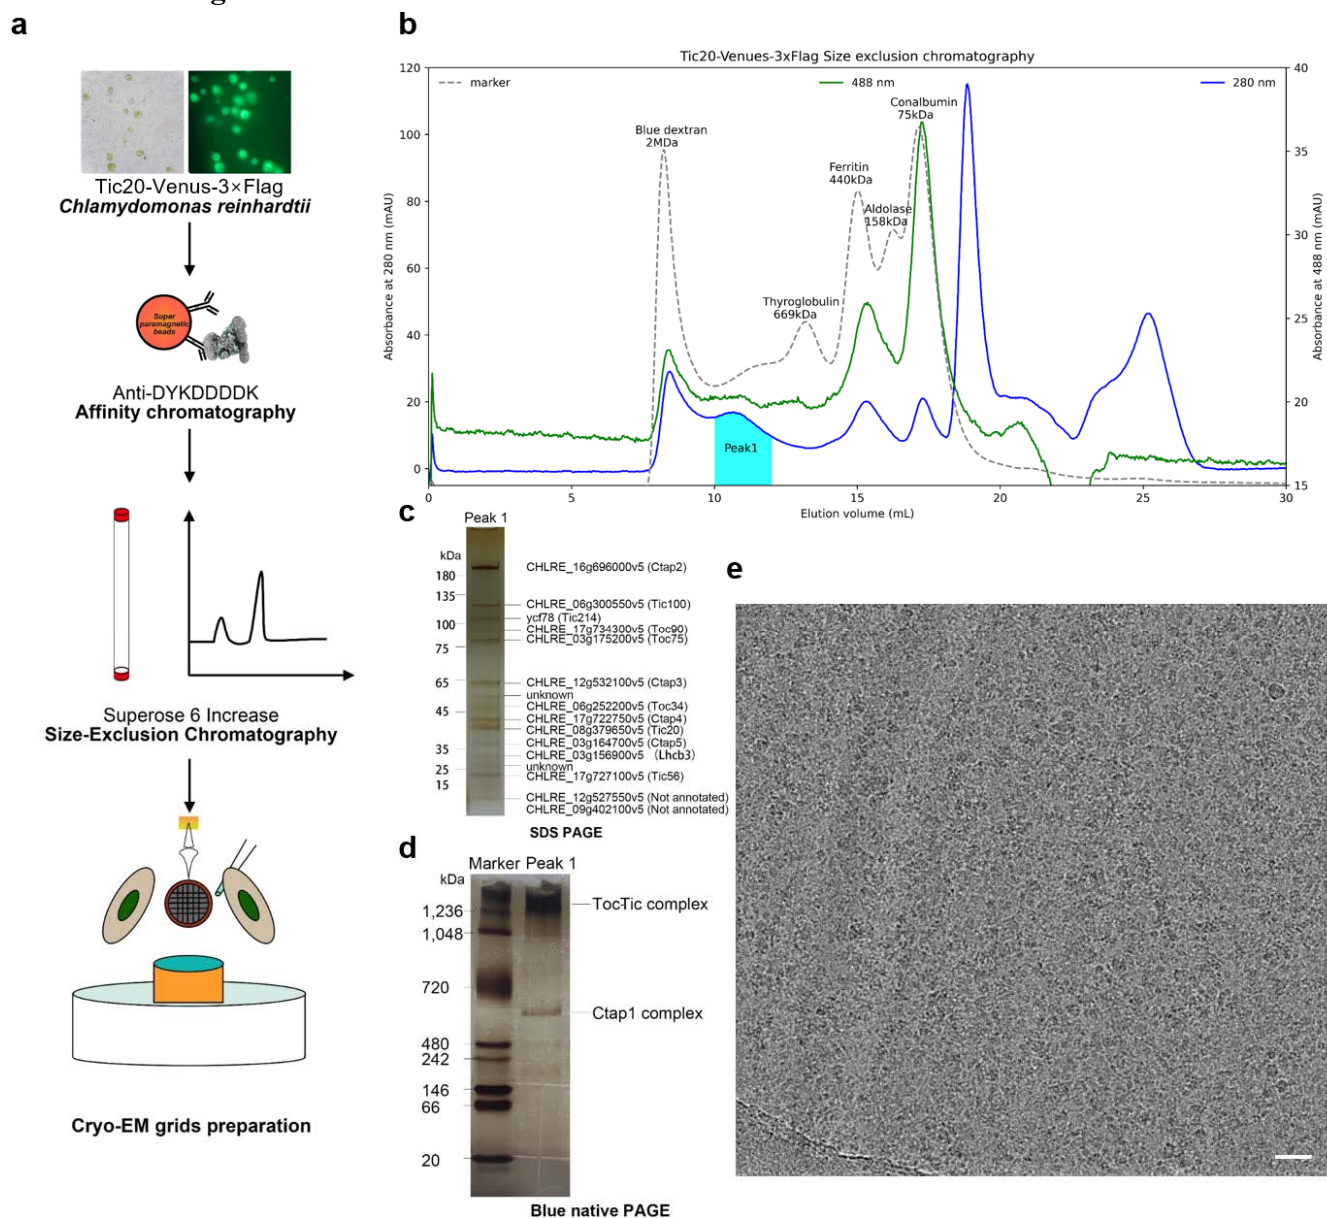 a
Tic20-Venus-3×Flag
Chlamydomonas reinhardtii
Super
paramagnetic
beads
Anti-DYKDDDDK
Affinity chromatography
Superose 6 Increase
Size-Exclusion Chromatography
Cryo-EM grids preparation
b
Tic20-Venues-3xFlag Size exclusion chromatography
marker
488 nm
280 nm
Absorbance at 280 nm (mAU)
120
100
80
60
40
20
0
Blue dextran
2MDa
Thyroglobulin
669kDa
Ferritin
440kDa
Aldolase
158kDa
Conalbumin
75kDa
Peak1
40
35
30
25
20
15
Absorbance at 488 nm (mAU)
0 5 10 15 20 25 30
Elution volume (mL)
c
Peak 1
kDa
180
135
100
75
65
45
35
25
15
CHLRE_16g696000v5 (Ctap2)
CHLRE_06g300550v5 (Tic100)
ycf78 (Tic214)
CHLRE_17g734300v5 (Toc90)
CHLRE_03g175200v5 (Toc75)
CHLRE_12g532100v5 (Ctap3)
unknown
CHLRE_06g252200v5 (Toc34)
CHLRE_17g722750v5 (Ctap4)
CHLRE_08g379650v5 (Tic20)
CHLRE_03g164700v5 (Ctap5)
CHLRE_03g156900v5 (Lhcb3)
unknown
CHLRE_17g727100v5 (Tic56)
CHLRE_12g527550v5 (Not annotated)
CHLRE_09g402100v5 (Not annotated)
SDS PAGE
d
Marker Peak 1
kDa
1,236
1,048
720
480
242
146
66
20
Toc-Tic complex
Ctap1 complex
Blue native PAGE
e